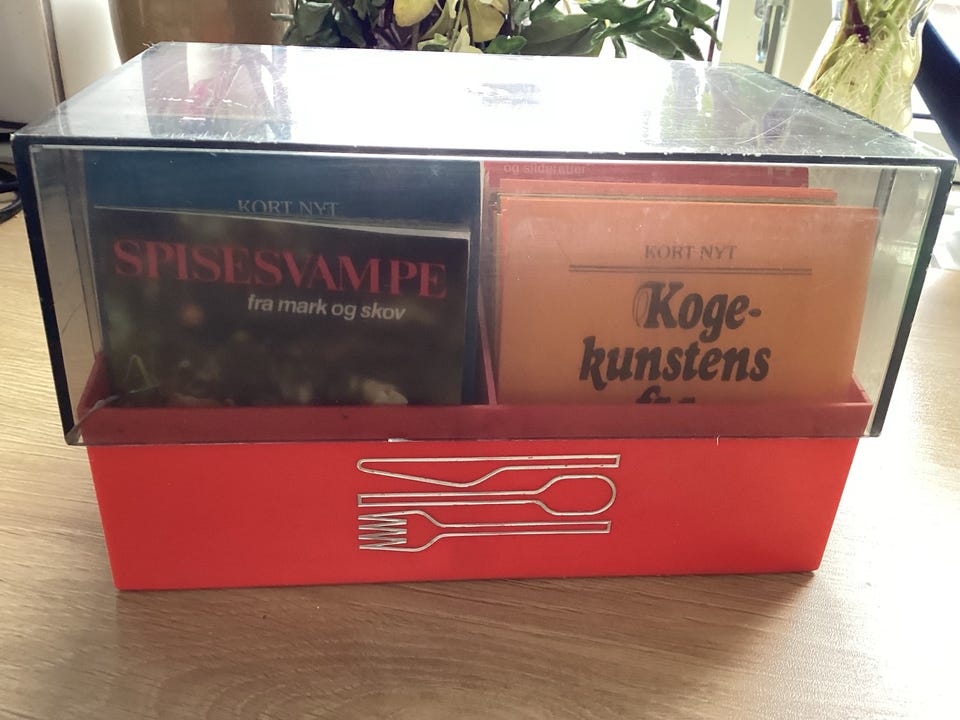 KORT NYT
SPISESVAMPE
fra mark og skov
og silderetter
KORT NYT
Koge-
kunstens